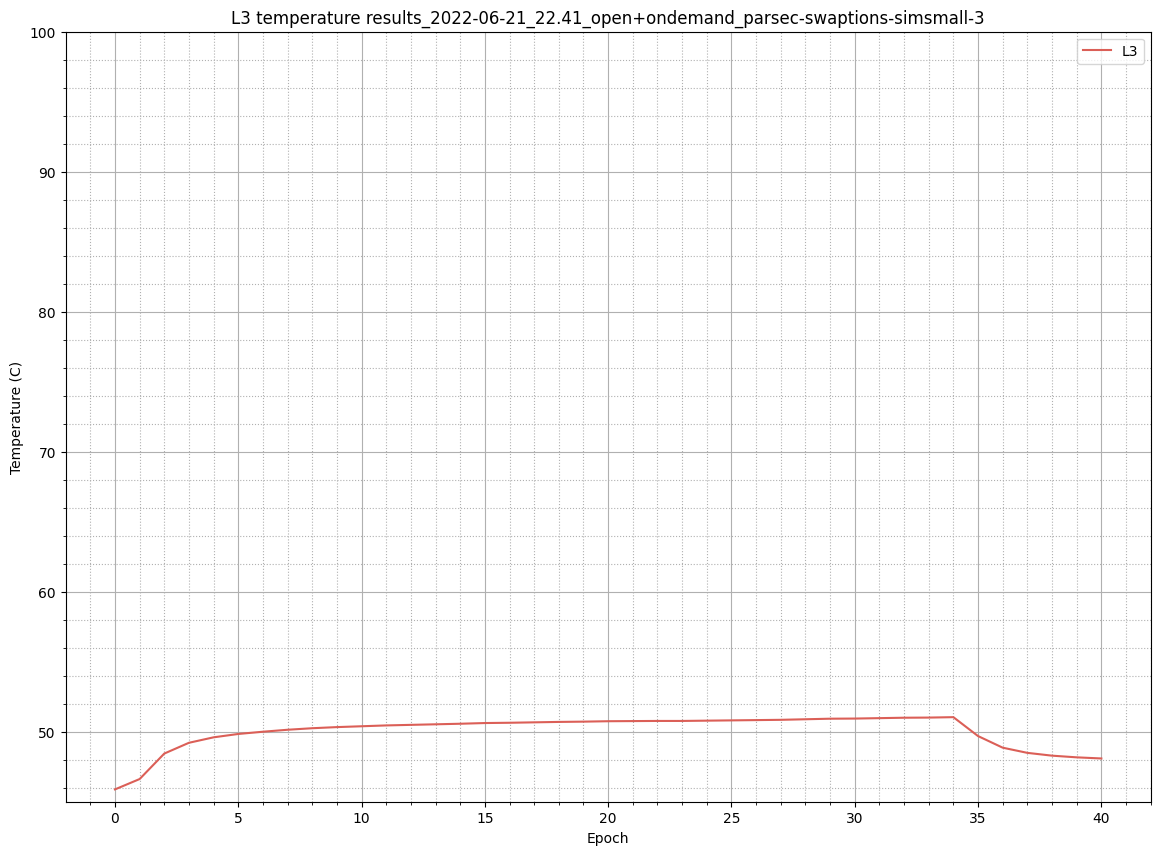 L3 temperature results_2022-06-21_22.41_open+ondemand_parsec-swaptions-simsmall-3
L3
100
90
80
70
60
50
Temperature (C)
0 5 10 15 20 25 30 35 40
Epoch